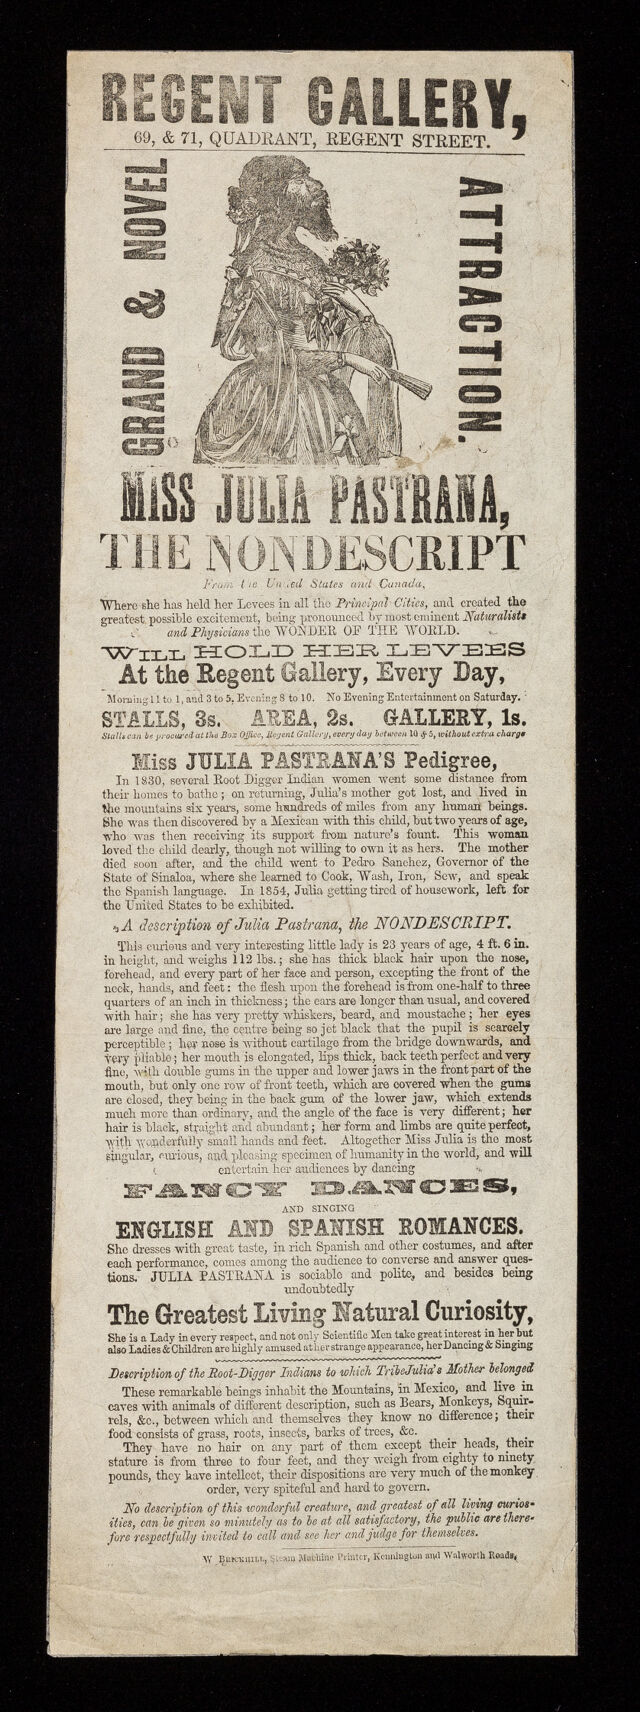 REGENT GALLERY,
69, & 71, QUADRANT, REGENT STREET.
GRAND & NOVEL
ATTRACTION.
MISS JULIA PASTRANA,
THE NONDESCRIPT
From the United States and Canada,
Where she has held her Levees in all the Principal Cities, and created the
greatest possible excitement, being pronounced by most eminent Naturalists
and Physicians the WONDER OF THE WORLD.
WILL HOLD HER LEVEES
At the Regent Gallery, Every Day,
Morning 11 to 1, and 3 to 5, Evening 8 to 10. No Evening Entertainment on Saturday.
STALLS, 3s. AREA, 2s. GALLERY, 1s.
Stalls can be procured at the Box Office, Regent Gallery, every day between 10 & 5, without extra charge
Miss JULIA PASTRANA'S Pedigree,
In 1830, several Root Digger Indian women went some distance from
their homes to bathe; on returning, Julia's mother got lost, and lived in
the mountains six years, some hundreds of miles from any human beings.
She was then discovered by a Mexican with this child, but two years of age,
who was then receiving its support from nature's fount. This woman
loved the child dearly, though not willing to own it as hers. The mother
died soon after, and the child went to Pedro Sanchez, Governor of the
State of Sinaloa, where she learned to Cook, Wash, Iron, Sew, and speak
the Spanish language. In 1854, Julia getting tired of housework, left for
the United States to be exhibited.
A description of Julia Pastrana, the NONDESCRIPT.
This curious and very interesting little lady is 23 years of age, 4 ft. 6 in.
in height, and weighs 112 lbs.; she has thick black hair upon the nose,
forehead, and every part of her face and person, excepting the front of the
neck, hands, and feet: the flesh upon the forehead is from one-half to three
quarters of an inch in thickness; the ears are longer than usual, and covered
with hair; she has very pretty whiskers, beard, and moustache; her eyes
are large and fine, the centre being so jet black that the pupil is scarcely
perceptible; her nose is without cartilage from the bridge downwards, and
very pliable; her mouth is elongated, lips thick, back teeth perfect and very
fine, with double gums in the upper and lower jaws in the front part of the
mouth, but only one row of front teeth, which are covered when the gums
are closed, they being in the back gum of the lower jaw, which extends
much more than ordinary, and the angle of the face is very different; her
hair is black, straight and abundant; her form and limbs are quite perfect,
with wonderfully small hands and feet. Altogether Miss Julia is the most
singular, curious, and pleasing specimen of humanity in the world, and will
entertain her audiences by dancing
FANCY DANCES,
AND SINGING
ENGLISH AND SPANISH ROMANCES.
She dresses with great taste, in rich Spanish and other costumes, and after
each performance, comes among the audience to converse and answer ques-
tions. JULIA PASTRANA is sociable and polite, and besides being
undoubtedly
The Greatest Living Natural Curiosity,
She is a Lady in every respect, and not only Scientific Men take great interest in her but
also Ladies & Children are highly amused at her strange appearance, her Dancing & Singing
Description of the Root-Digger Indians to which Tribe Julia's Mother belonged
These remarkable beings inhabit the Mountains, in Mexico, and live in
caves with animals of different description, such as Bears, Monkeys, Squir-
rels, &c., between which and themselves they know no difference; their
food consists of grass, roots, insects, barks of trees, &c.
They have no hair on any part of them except their heads, their
stature is from three to four feet, and they weigh from eighty to ninety
pounds, they have intellect, their dispositions are very much of the monkey
order, very spiteful and hard to govern.
No description of this wonderful creature, and greatest of all living curios-
ities, can be given so minutely as to be at all satisfactory, the public are there-
fore respectfully invited to call and see her and judge for themselves.
W BRICKHILL, Steam Machine Printer, Kennington and Walworth Roads,